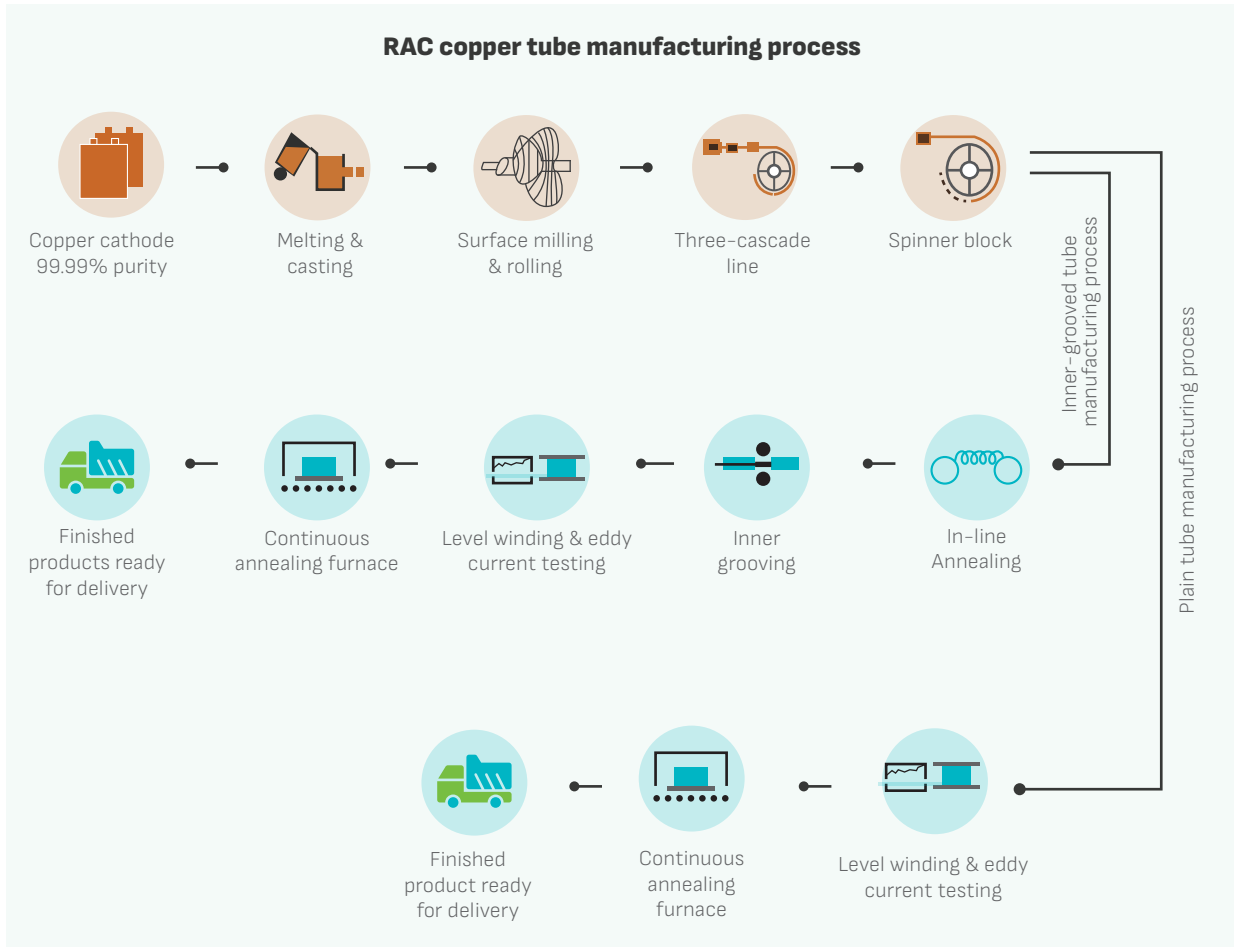 RAC copper tube manufacturing process
Copper cathode
99.99% purity
Melting &
casting
Surface milling
& rolling
Three-cascade
line
Spinner block
Inner-grooved tube
manufacturing process
Plain tube manufacturing process
Finished
products ready
for delivery
Continuous
annealing furnace
Level winding & eddy
current testing
Inner
grooving
In-line
Annealing
Finished
product ready
for delivery
Continuous
annealing
furnace
Level winding & eddy
current testing